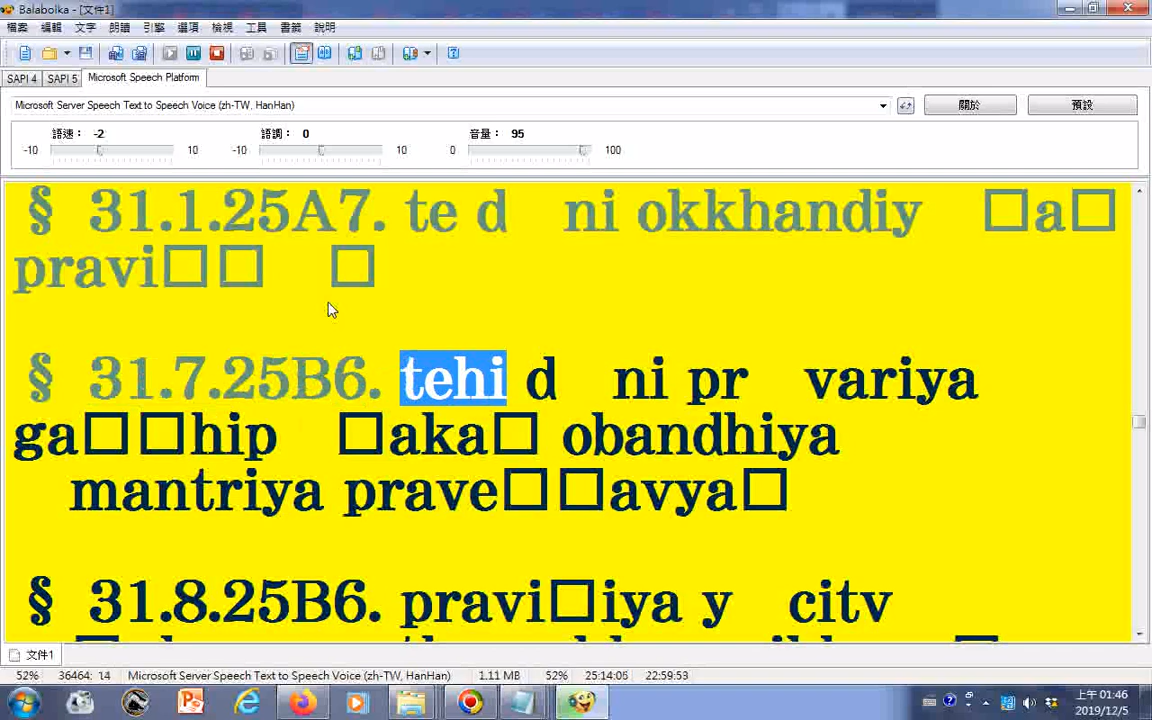 Balabolka - [文件1]
檔案 編輯 文字 朗讀 引擎 選項 檢視 工具 書籤 說明
SAPI 4 SAPI 5 Microsoft Speech Platform
Microsoft Server Speech Text to Speech Voice (zh-TW, HanHan) 關於 預設
語速： -2 語調： 0 音量： 95
-10 10 -10 10 0 100
§ 31.1.25A7. te d ni okkhandiy □a□
pravi□□ □
§ 31.7.25B6. tehi d ni pr variya
ga□□hip □aka□ obandhiya
mantriya prave□□avya□
§ 31.8.25B6. pravi□iya y citv
文件1
52% 36464: 14 Microsoft Server Speech Text to Speech Voice (zh-TW, HanHan) 1.11 MB 52% 25:14:06 22:59:53
上午 01:46
2019/12/5